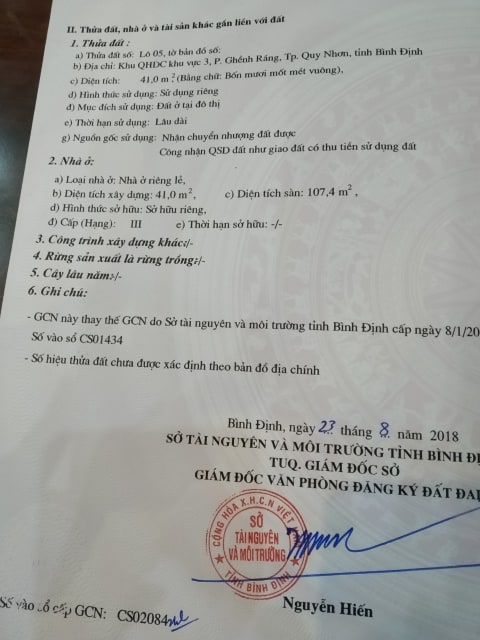 II. Thửa đất, nhà ở và tài sản khác gắn liền với đất
1. Thửa đất :
a) Thửa đất số: Lô 05, tờ bản đồ số:
b) Địa chỉ: Khu QHDC khu vực 3, P. Ghềnh Ráng, Tp. Quy Nhơn, tỉnh Bình Định
c) Diện tích: 41,0 m², (Bằng chữ: Bốn mươi mốt mét vuông),
d) Hình thức sử dụng: Sử dụng riêng
đ) Mục đích sử dụng: Đất ở tại đô thị
e) Thời hạn sử dụng: Lâu dài
g) Nguồn gốc sử dụng: Nhận chuyển nhượng đất được
Công nhận QSD đất như giao đất có thu tiền sử dụng đất
2. Nhà ở:
a) Loại nhà ở: Nhà ở riêng lẻ,
b) Diện tích xây dựng: 41,0 m², c) Diện tích sàn: 107,4 m²,
d) Hình thức sở hữu: Sở hữu riêng,
đ) Cấp (Hạng): III e) Thời hạn sở hữu: -/-
3. Công trình xây dựng khác:-/-
4. Rừng sản xuất là rừng trồng:-/-
5. Cây lâu năm:-/-
6. Ghi chú:
- GCN này thay thế GCN do Sở tài nguyên và môi trường tỉnh Bình Định cấp ngày 8/1/20
Số vào sổ CS01434
- Số hiệu thửa đất chưa được xác định theo bản đồ địa chính
Bình Định, ngày 23 tháng 8 năm 2018
SỞ TÀI NGUYÊN VÀ MÔI TRƯỜNG TỈNH BÌNH Đ
TUQ. GIÁM ĐỐC SỞ
GIÁM ĐỐC VĂN PHÒNG ĐĂNG KÝ ĐẤT ĐA
CỘNG HÒA X.H.C.N VIỆT
SỞ
TÀI NGUYÊN
VÀ MÔI TRƯỜNG
TỈNH BÌNH ĐỊNH
Nguyễn Hiến
Số vào sổ cấp GCN: CS02084